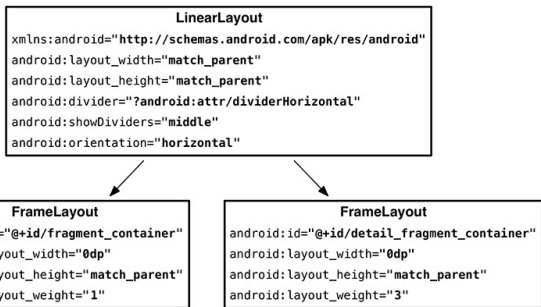 LinearLayout
xmlns:android="http://schemas.android.com/apk/res/android"
android:layout_width="match_parent"
android:layout_height="match_parent"
android:divider="?android:attr/dividerHorizontal"
android:showDividers="middle"
android:orientation="horizontal"
FrameLayout
="@+id/fragment_container"
yout_width="0dp"
yout_height="match_parent"
yout_weight="1"
FrameLayout
android:id="@+id/detail_fragment_container"
android:layout_width="0dp"
android:layout_height="match_parent"
android:layout_weight="3"